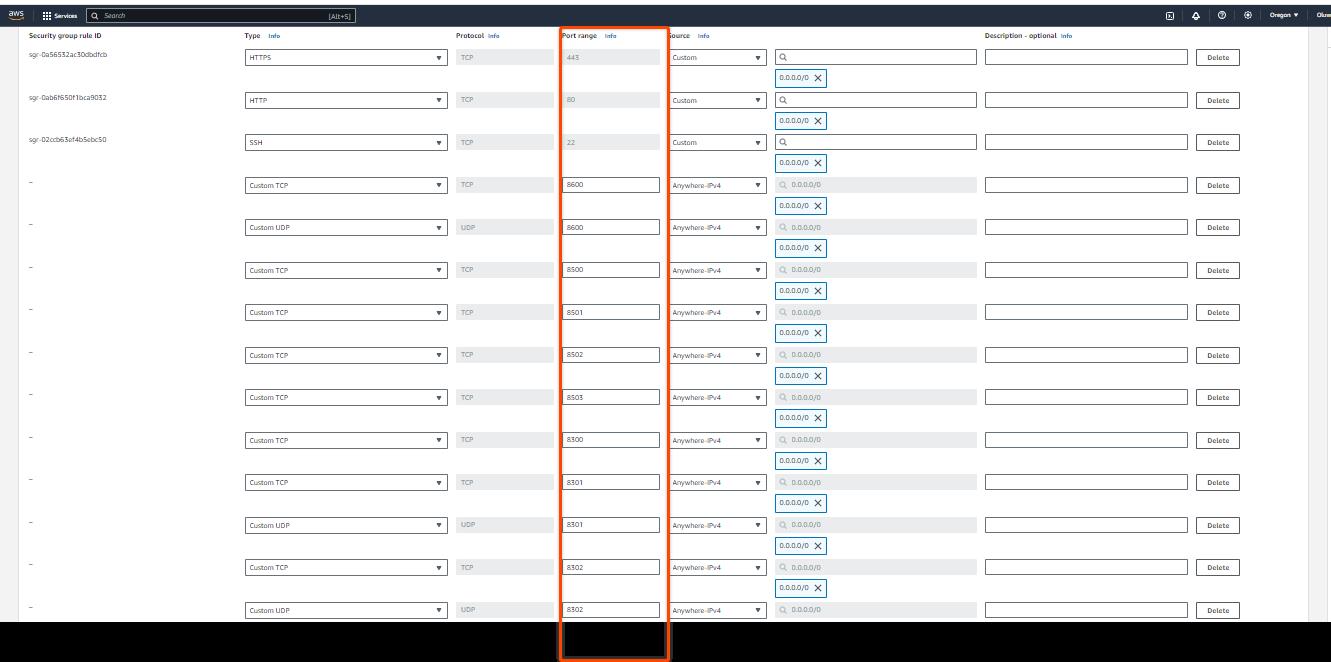 aws Services Search [Alt+S] Oregon
Security group rule ID Type Info Protocol Info Port range Info Source Info Description - optional Info
sgr-0a56532ac30dbdfcb HTTPS TCP 443 Custom Delete
0.0.0.0/0
sgr-0ab6f650f1bca9032 HTTP TCP 80 Custom Delete
0.0.0.0/0
sgr-02ccb63ef4b5ebc50 SSH TCP 22 Custom Delete
0.0.0.0/0
– Custom TCP TCP 8600 Anywhere-IPv4 0.0.0.0/0 Delete
0.0.0.0/0
– Custom UDP UDP 8600 Anywhere-IPv4 0.0.0.0/0 Delete
0.0.0.0/0
– Custom TCP TCP 8500 Anywhere-IPv4 0.0.0.0/0 Delete
0.0.0.0/0
– Custom TCP TCP 8501 Anywhere-IPv4 0.0.0.0/0 Delete
0.0.0.0/0
– Custom TCP TCP 8502 Anywhere-IPv4 0.0.0.0/0 Delete
0.0.0.0/0
– Custom TCP TCP 8503 Anywhere-IPv4 0.0.0.0/0 Delete
0.0.0.0/0
– Custom TCP TCP 8300 Anywhere-IPv4 0.0.0.0/0 Delete
0.0.0.0/0
– Custom TCP TCP 8301 Anywhere-IPv4 0.0.0.0/0 Delete
0.0.0.0/0
– Custom UDP UDP 8301 Anywhere-IPv4 0.0.0.0/0 Delete
0.0.0.0/0
– Custom TCP TCP 8302 Anywhere-IPv4 0.0.0.0/0 Delete
0.0.0.0/0
– Custom UDP UDP 8302 Anywhere-IPv4 0.0.0.0/0 Delete